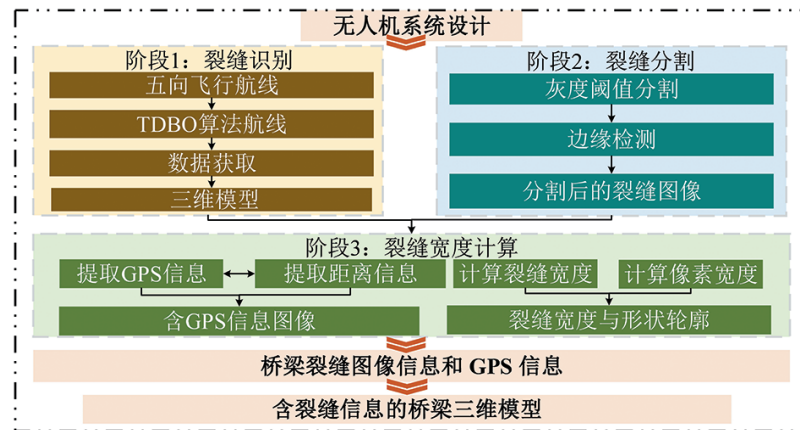 无人机系统设计
阶段1：裂缝识别
五向飞行航线
TDBO算法航线
数据获取
三维模型
阶段2：裂缝分割
灰度阈值分割
边缘检测
分割后的裂缝图像
阶段3：裂缝宽度计算
提取GPS信息
提取距离信息
计算裂缝宽度
计算像素宽度
含GPS信息图像
裂缝宽度与形状轮廓
桥梁裂缝图像信息和 GPS 信息
含裂缝信息的桥梁三维模型